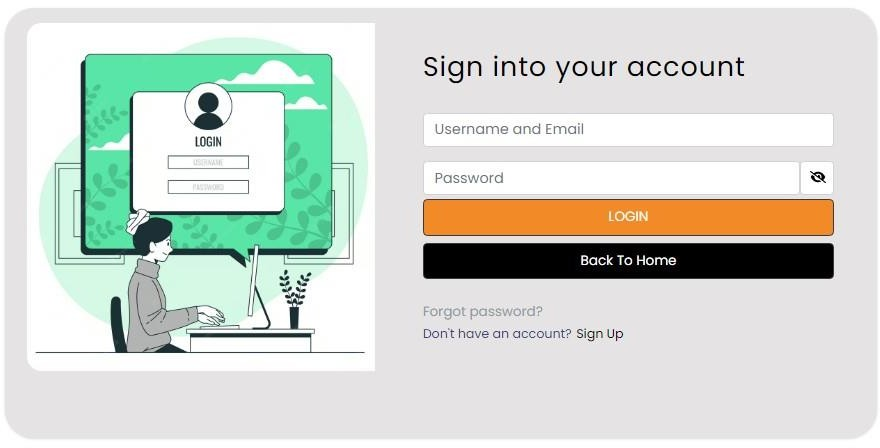 LOGIN
USERNAME
PASSWORD
Sign into your account
Username and Email
Password
LOGIN
Back To Home
Forgot password?
Don't have an account? Sign Up